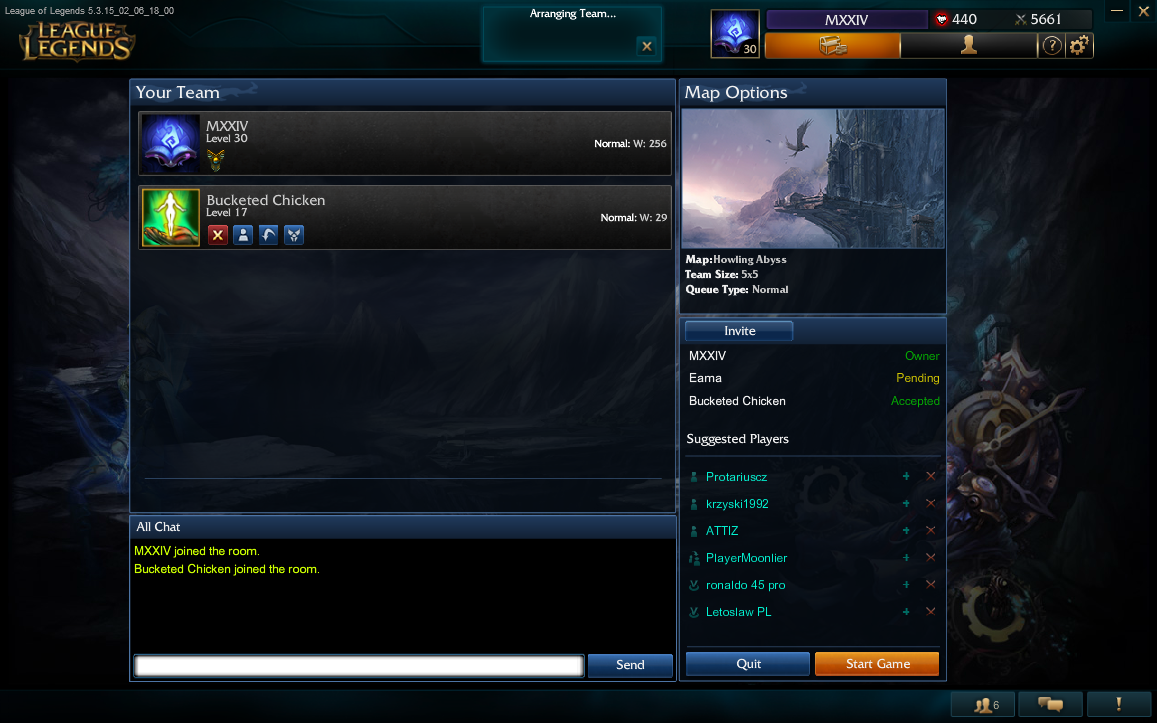 League of Legends 5.3.15_02_06_18_00
LEAGUE OF LEGENDS
Arranging Team...
30
MXXIV
440
5661
?
Your Team
MXXIV
Level 30
Normal: W: 256
Bucketed Chicken
Level 17
Normal: W: 29
All Chat
MXXIV joined the room.
Bucketed Chicken joined the room.
Send
Map Options
Map:Howling Abyss
Team Size: 5x5
Queue Type: Normal
Invite
MXXIV Owner
Earna Pending
Bucketed Chicken Accepted
Suggested Players
Protariuscz
krzyski1992
ATTIZ
PlayerMoonlier
ronaldo 45 pro
Letoslaw PL
Quit
Start Game
6
!